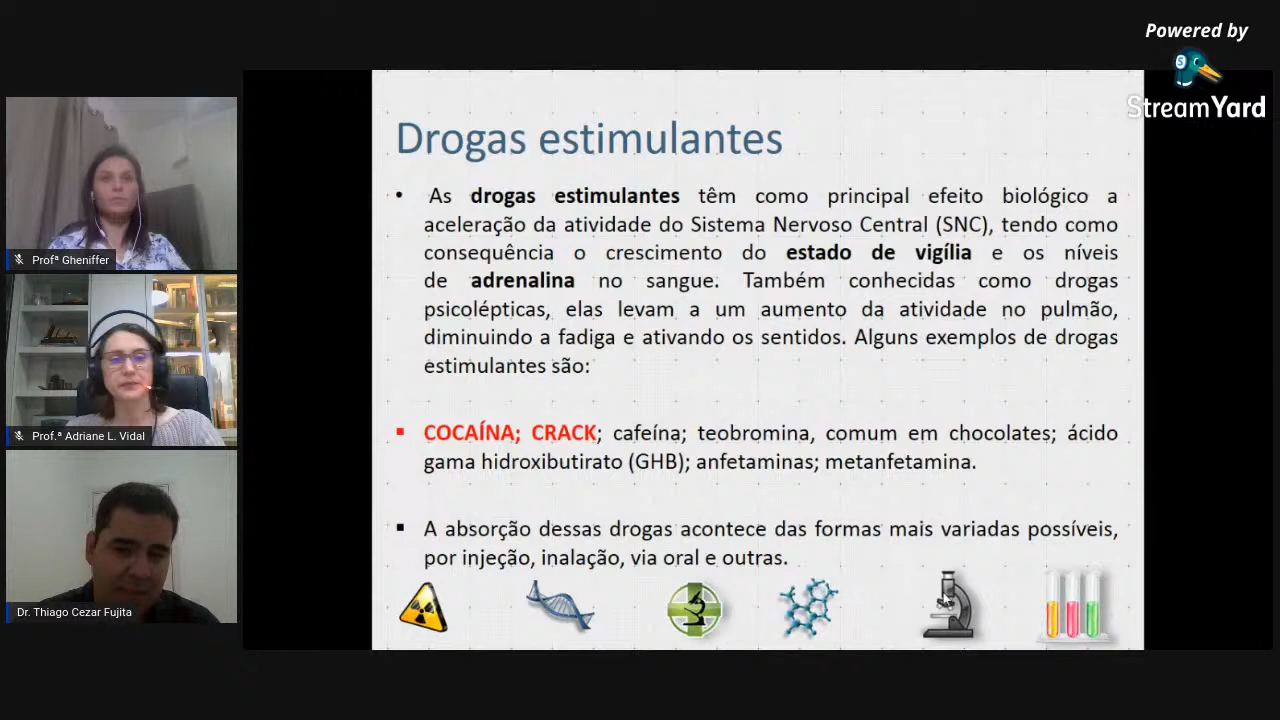 Powered by
StreamYard
Profª Gheniffer
Prof.ª Adriane L. Vidal
Dr. Thiago Cezar Fujita
Drogas estimulantes
• As drogas estimulantes têm como principal efeito biológico a
aceleração da atividade do Sistema Nervoso Central (SNC), tendo como
consequência o crescimento do estado de vigília e os níveis
de adrenalina no sangue. Também conhecidas como drogas
psicolépticas, elas levam a um aumento da atividade no pulmão,
diminuindo a fadiga e ativando os sentidos. Alguns exemplos de drogas
estimulantes são:
▪ COCAÍNA; CRACK; cafeína; teobromina, comum em chocolates; ácido
gama hidroxibutirato (GHB); anfetaminas; metanfetamina.
▪ A absorção dessas drogas acontece das formas mais variadas possíveis,
por injeção, inalação, via oral e outras.